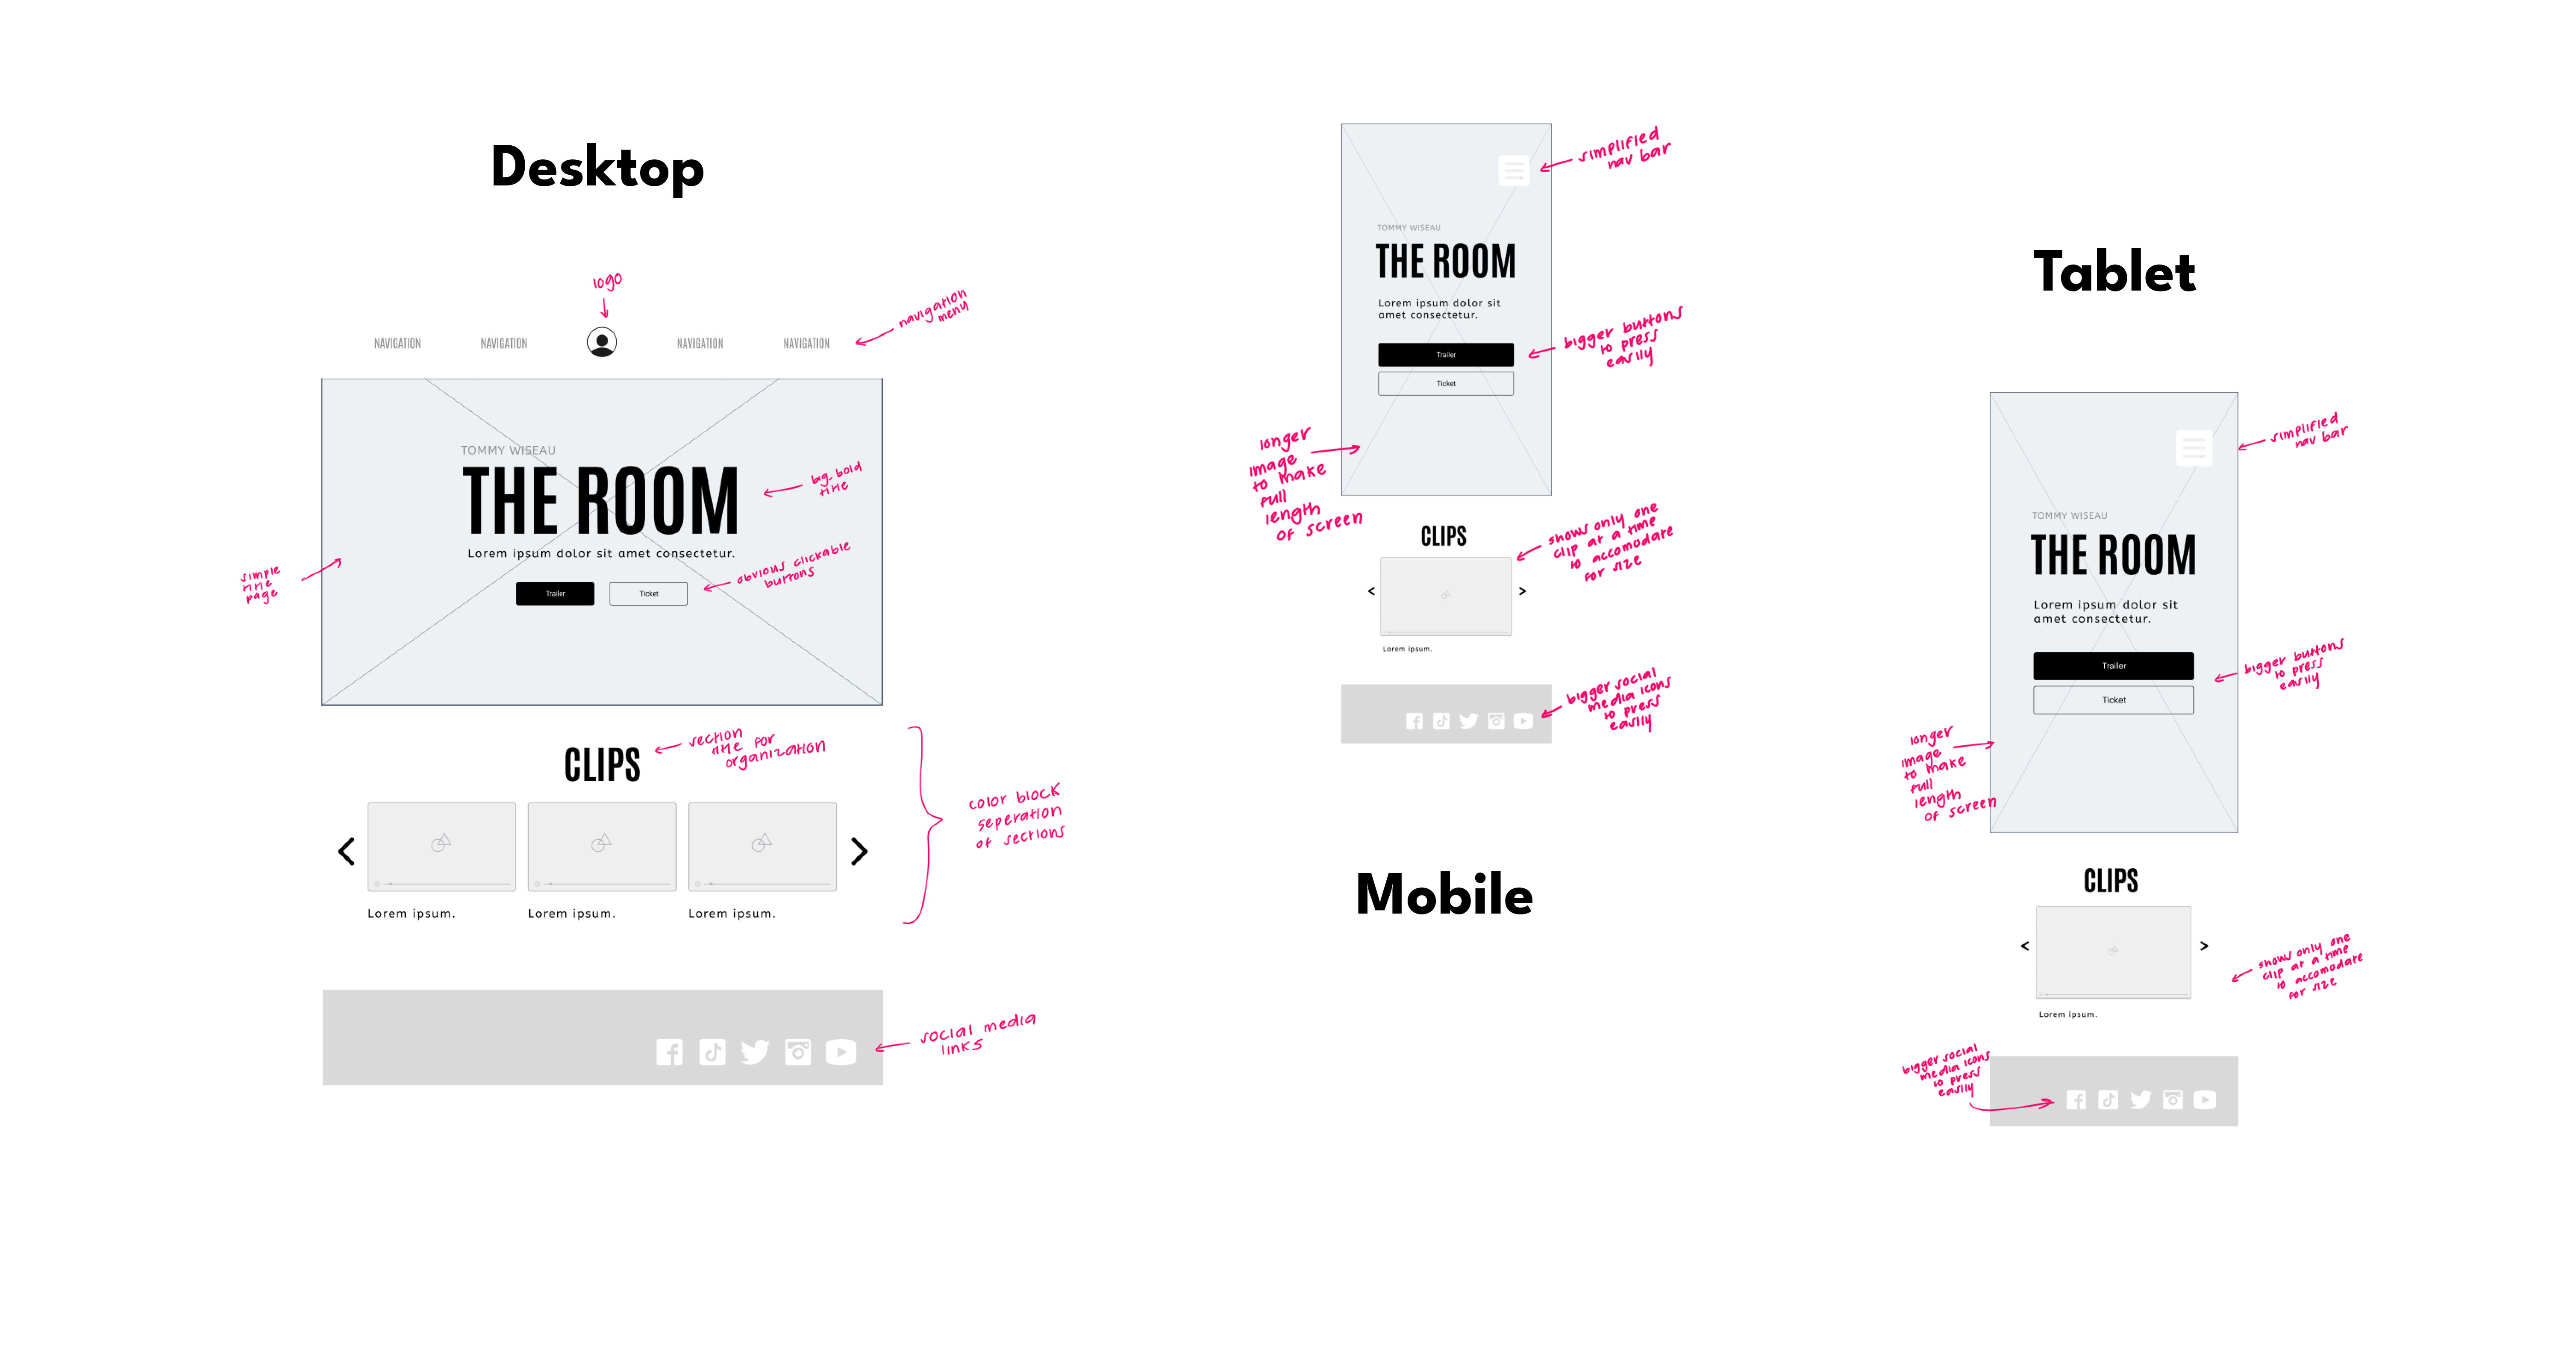 Desktop
logo
NAVIGATION
NAVIGATION
NAVIGATION
NAVIGATION
navigation
menu
TOMMY WISEAU
THE ROOM
big, bold
title
Lorem ipsum dolor sit amet consectetur.
Trailer
Ticket
obvious clickable
buttons
simple
title
page
CLIPS
section
title for
organization
Lorem ipsum.
Lorem ipsum.
Lorem ipsum.
color block
seperation
of sections
social media
links
simplified
nav bar
TOMMY WISEAU
THE ROOM
Lorem ipsum dolor sit
amet consectetur.
Trailer
Ticket
bigger buttons
to press
easily
longer
image
to make
full
length
of screen
CLIPS
shows only one
clip at a time
to accomodate
for size
Lorem ipsum.
bigger social
media icons
to press
easily
Mobile
Tablet
simplified
nav bar
TOMMY WISEAU
THE ROOM
Lorem ipsum dolor sit
amet consectetur.
Trailer
Ticket
bigger buttons
to press
easily
longer
image
to make
full
length
of screen
CLIPS
shows only one
clip at a time
to accomodate
for size
Lorem ipsum.
bigger social
media icons
to press
easily